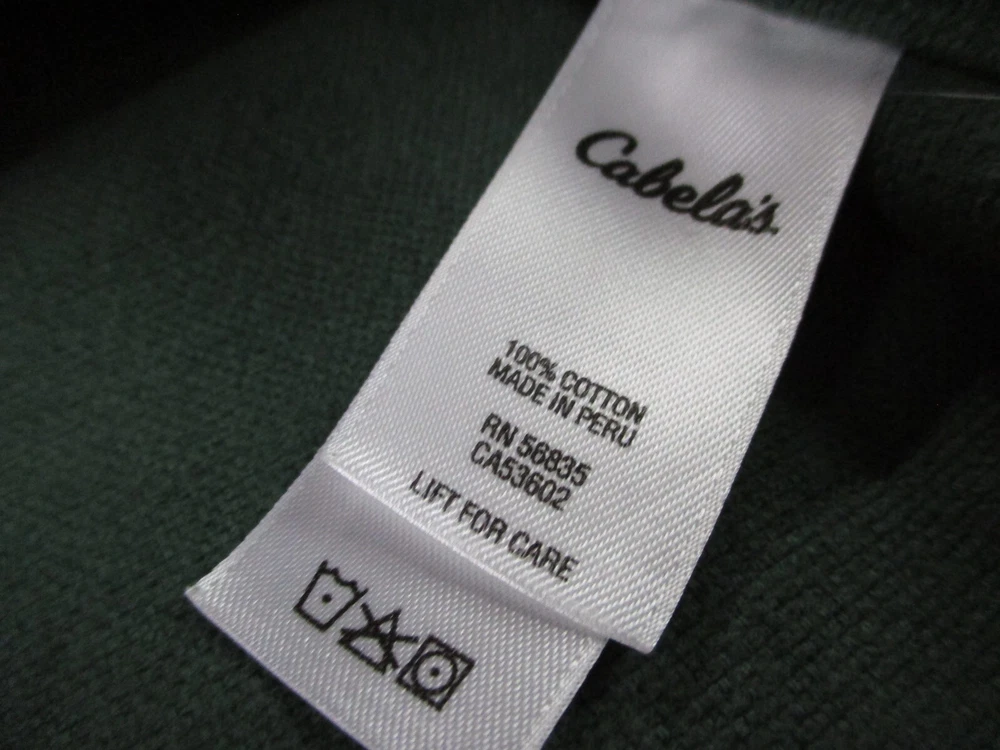 Cabela's
100% COTTON
MADE IN PERU
RN 56835
CA53602
LIFT FOR CARE